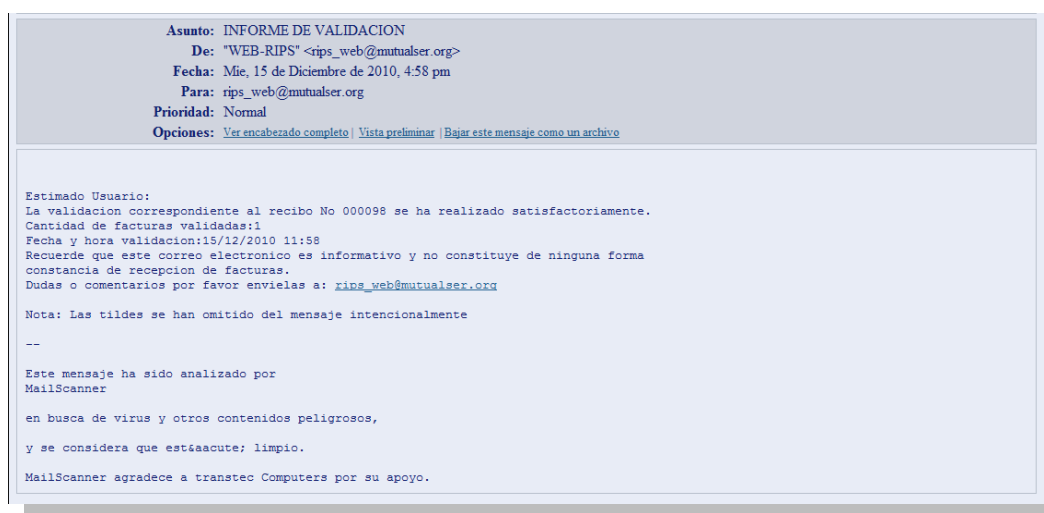 Asunto: INFORME DE VALIDACION
De: "WEB-RIPS" <rips_web@mutualser.org>
Fecha: Mie, 15 de Diciembre de 2010, 4:58 pm
Para: rips_web@mutualser.org
Prioridad: Normal
Opciones: Ver encabezado completo | Vista preliminar | Bajar este mensaje como un archivo
Estimado Usuario:
La validacion correspondiente al recibo No 000098 se ha realizado satisfactoriamente.
Cantidad de facturas validadas:1
Fecha y hora validacion:15/12/2010 11:58
Recuerde que este correo electronico es informativo y no constituye de ninguna forma
constancia de recepcion de facturas.
Dudas o comentarios por favor envielas a: rips_web@mutualser.org
Nota: Las tildes se han omitido del mensaje intencionalmente
--
Este mensaje ha sido analizado por
MailScanner
en busca de virus y otros contenidos peligrosos,
y se considera que est&aacute; limpio.
MailScanner agradece a transtec Computers por su apoyo.